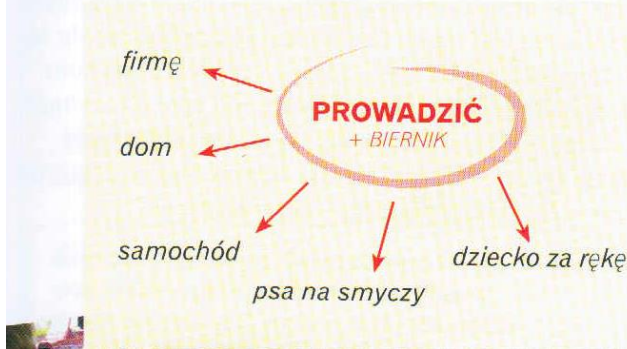 firmę
PROWADZIĆ
+ BIERNIK
dom
samochód
dziecko za rękę
psa na smyczy